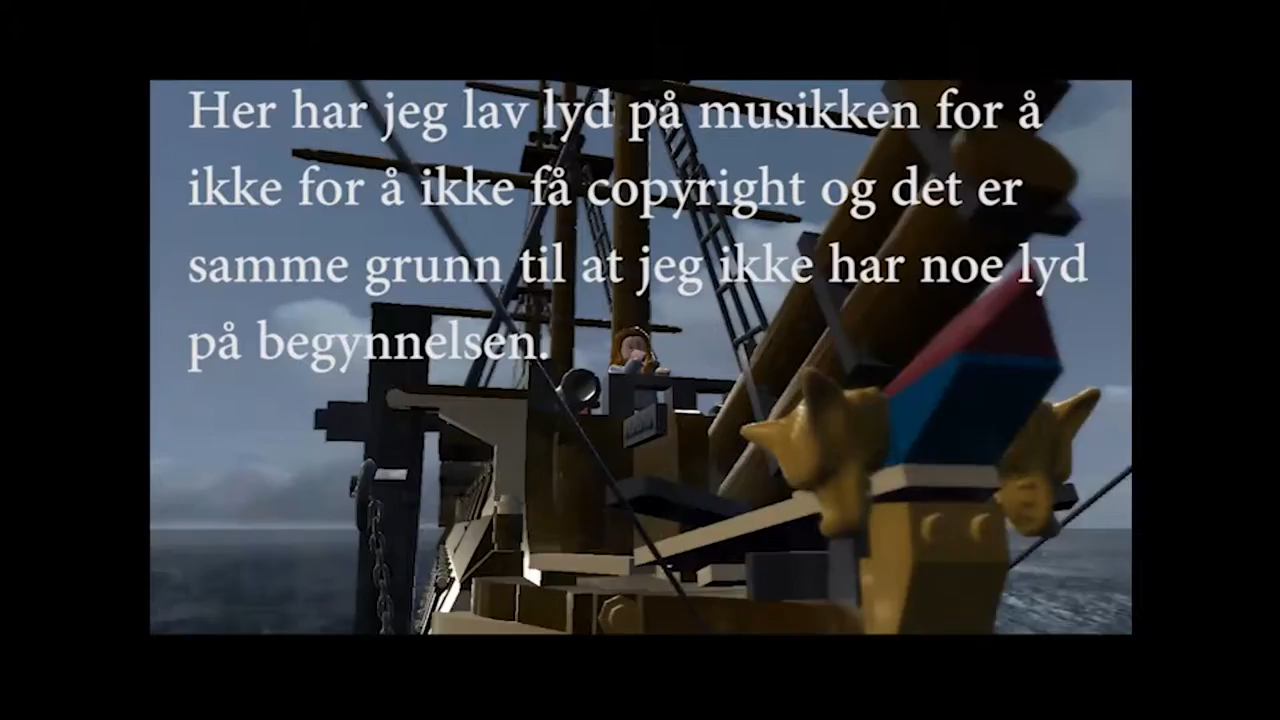 Her har jeg lav lyd på musikken for å
ikke for å ikke få copyright og det er
samme grunn til at jeg ikke har noe lyd
på begynnelsen.